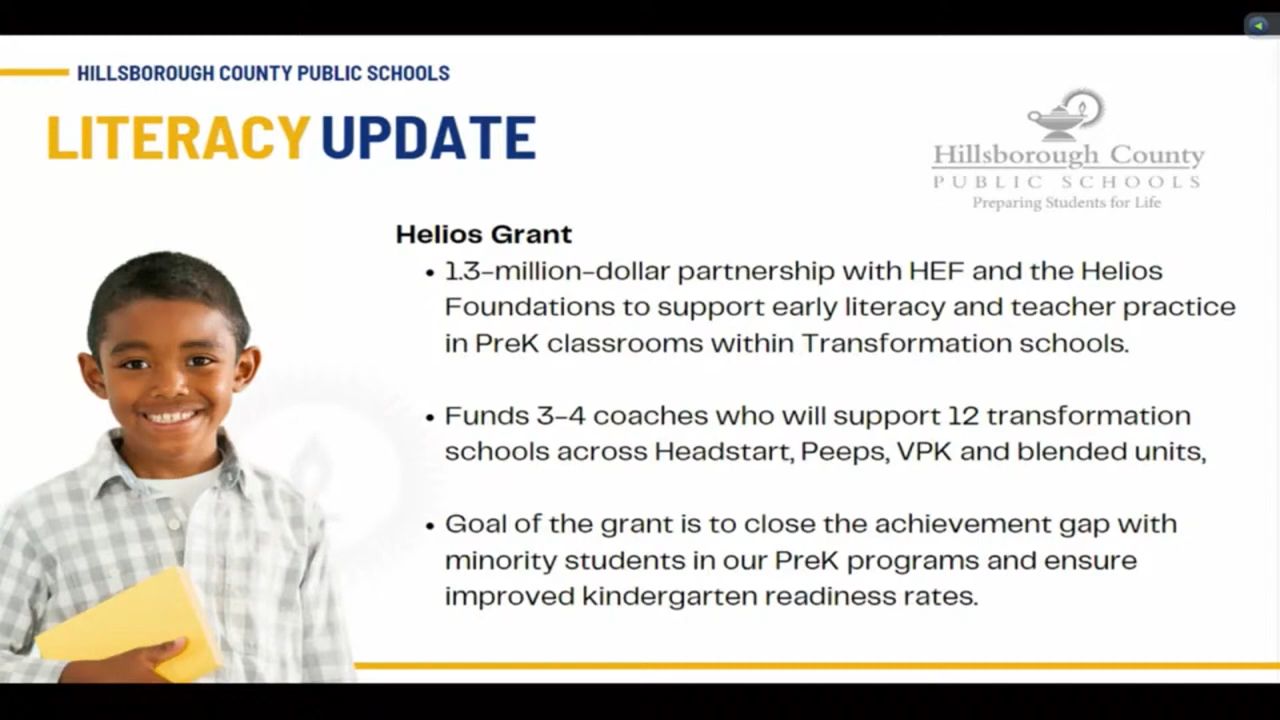 HILLSBOROUGH COUNTY PUBLIC SCHOOLS
LITERACY UPDATE
Hillsborough County
PUBLIC SCHOOLS
Preparing Students for Life
Helios Grant
• 1.3-million-dollar partnership with HEF and the Helios
Foundations to support early literacy and teacher practice
in PreK classrooms within Transformation schools.
• Funds 3-4 coaches who will support 12 transformation
schools across Headstart, Peeps, VPK and blended units,
• Goal of the grant is to close the achievement gap with
minority students in our PreK programs and ensure
improved kindergarten readiness rates.